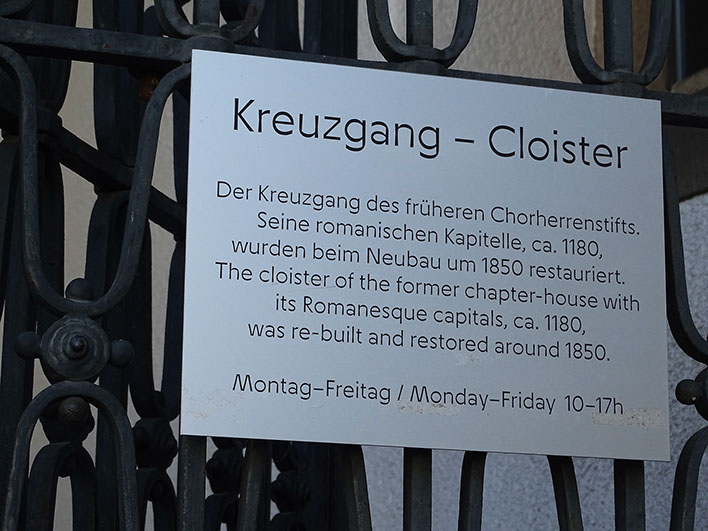 Kreuzgang – Cloister
Der Kreuzgang des früheren Chorherrenstifts.
Seine romanischen Kapitelle, ca. 1180,
wurden beim Neubau um 1850 restauriert.
The cloister of the former chapter-house with
its Romanesque capitals, ca. 1180,
was re-built and restored around 1850.
Montag–Freitag / Monday–Friday 10–17h